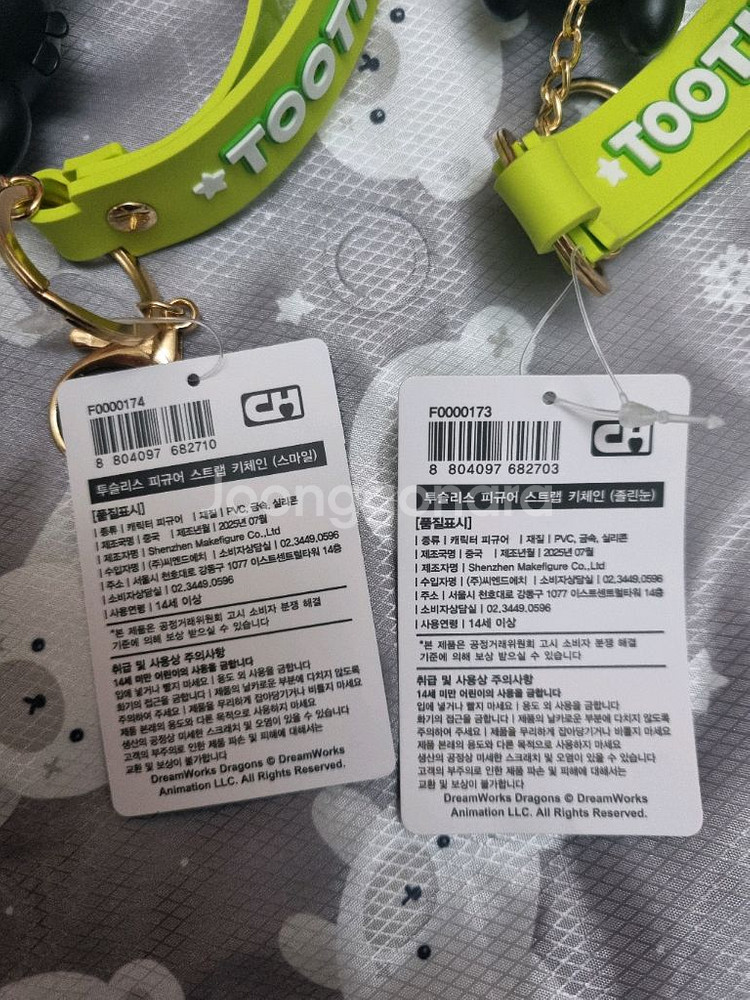 TOOTH
TOOTH
F0000174
CH
8 804097 682710
투슬리스 피규어 스트랩 키체인 (스마일)
[품질표시]
| 종류 | 캐릭터 피규어 | 재질 | PVC, 금속, 실리콘
| 제조국명 | 중국 | 제조년월 | 2025년 07월
| 제조자명 | Shenzhen Makefigure Co.,Ltd
| 수입자명 | (주)씨엔드에치 | 소비자상담실 | 02.3449.0596
| 주소 | 서울시 천호대로 강동구 1077 이스트센트럴타워 14층
| 소비자상담실 | 02.3449.0596
| 사용연령 | 14세 이상
*본 제품은 공정거래위원회 고시 소비자 분쟁 해결
기준에 의해 보상 받으실 수 있습니다
취급 및 사용상 주의사항
14세 미만 어린이의 사용을 금합니다
입에 넣거나 빨지 마세요 | 용도 외 사용을 금합니다
화기의 접근을 금합니다 | 제품의 날카로운 부분에 다치지 않도록
주의하여 주세요 | 제품을 무리하게 잡아당기거나 비틀지 마세요
제품 본래의 용도와 다른 목적으로 사용하지 마세요
생산의 공정상 미세한 스크래치 및 오염이 있을 수 있습니다
고객의 부주의로 인한 제품 파손 및 피해에 대해서는
교환 및 보상이 불가합니다
DreamWorks Dragons © DreamWorks
Animation LLC. All Rights Reserved.
F0000173
CH
8 804097 682703
투슬리스 피규어 스트랩 키체인 (졸린눈)
[품질표시]
| 종류 | 캐릭터 피규어 | 재질 | PVC, 금속, 실리콘
| 제조국명 | 중국 | 제조년월 | 2025년 07월
| 제조자명 | Shenzhen Makefigure Co.,Ltd
| 수입자명 | (주)씨엔드에치 | 소비자상담실 | 02.3449.0596
| 주소 | 서울시 천호대로 강동구 1077 이스트센트럴타워 14층
| 소비자상담실 | 02.3449.0596
| 사용연령 | 14세 이상
*본 제품은 공정거래위원회 고시 소비자 분쟁 해결
기준에 의해 보상 받으실 수 있습니다
취급 및 사용상 주의사항
14세 미만 어린이의 사용을 금합니다
입에 넣거나 빨지 마세요 | 용도 외 사용을 금합니다
화기의 접근을 금합니다 | 제품의 날카로운 부분에 다치지 않도록
주의하여 주세요 | 제품을 무리하게 잡아당기거나 비틀지 마세요
제품 본래의 용도와 다른 목적으로 사용하지 마세요
생산의 공정상 미세한 스크래치 및 오염이 있을 수 있습니다
고객의 부주의로 인한 제품 파손 및 피해에 대해서는
교환 및 보상이 불가합니다
DreamWorks Dragons © DreamWorks
Animation LLC. All Rights Reserved.
Joonggonara